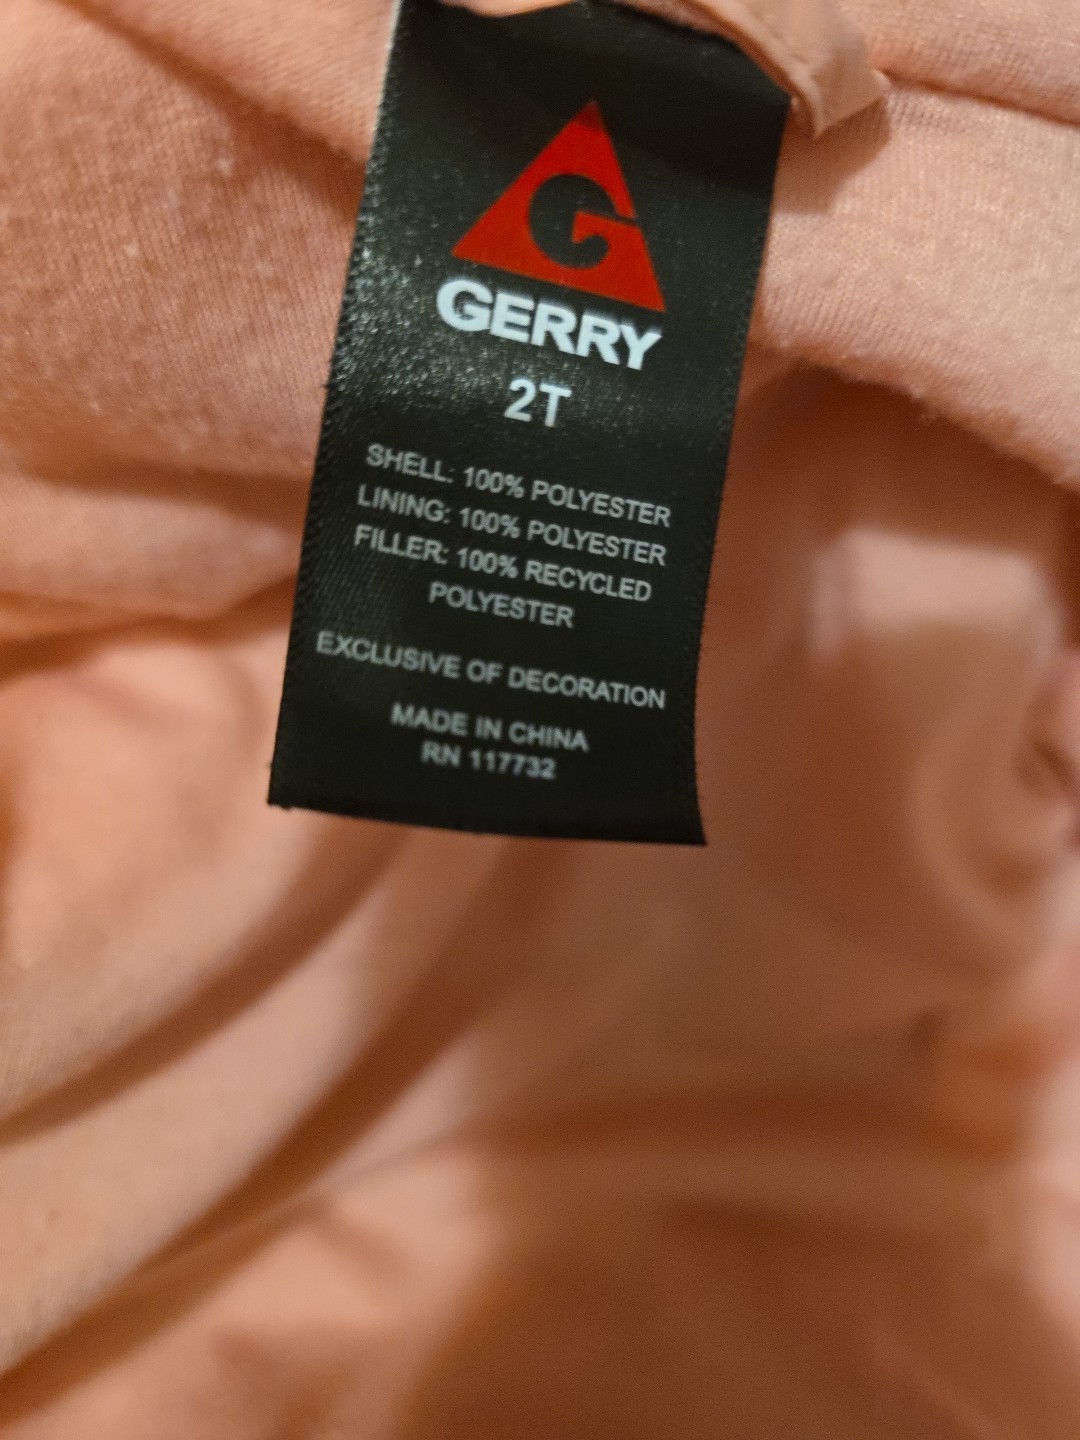 G
GERRY
2T
SHELL: 100% POLYESTER
LINING: 100% POLYESTER
FILLER: 100% RECYCLED
POLYESTER
EXCLUSIVE OF DECORATION
MADE IN CHINA
RN 117732